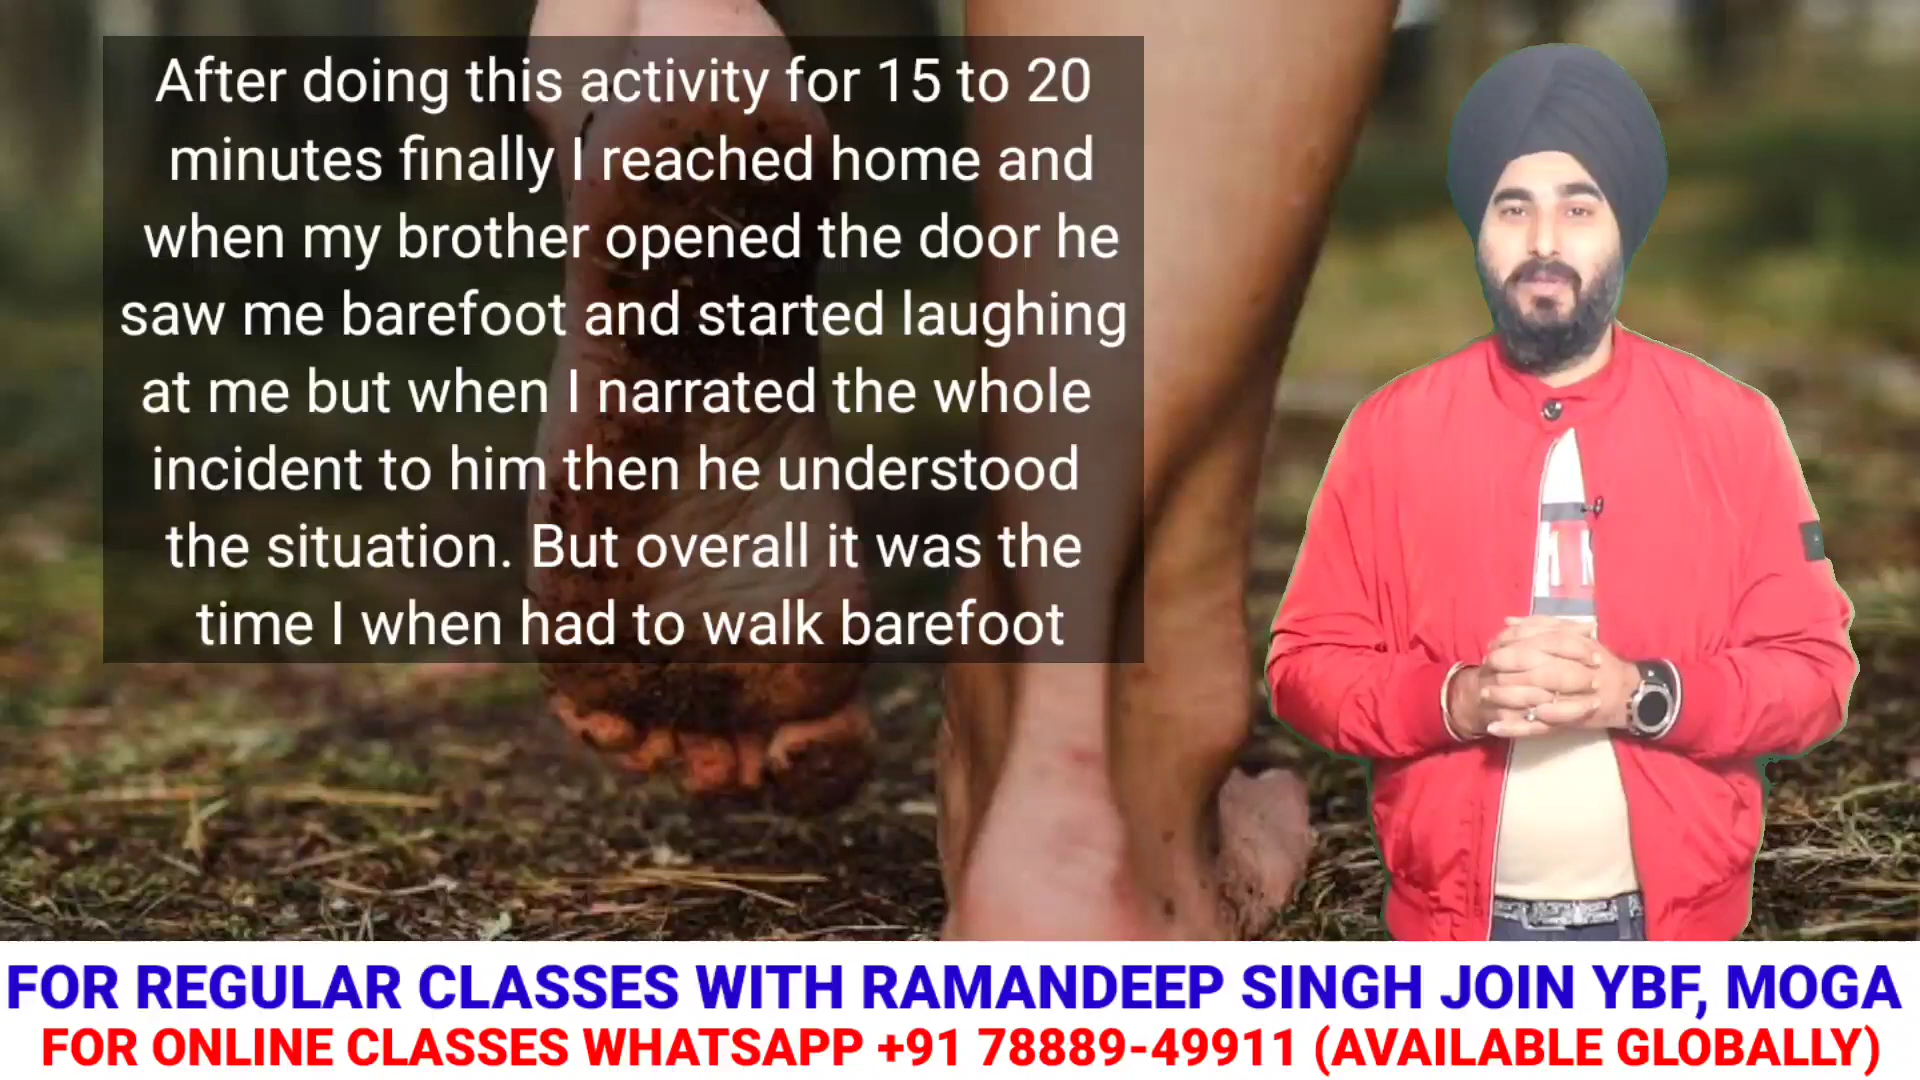 After doing this activity for 15 to 20
minutes finally I reached home and
when my brother opened the door he
saw me barefoot and started laughing
at me but when I narrated the whole
incident to him then he understood
the situation. But overall it was the
time I when had to walk barefoot
FOR REGULAR CLASSES WITH RAMANDEEP SINGH JOIN YBF, MOGA
FOR ONLINE CLASSES WHATSAPP +91 78889-49911 (AVAILABLE GLOBALLY)